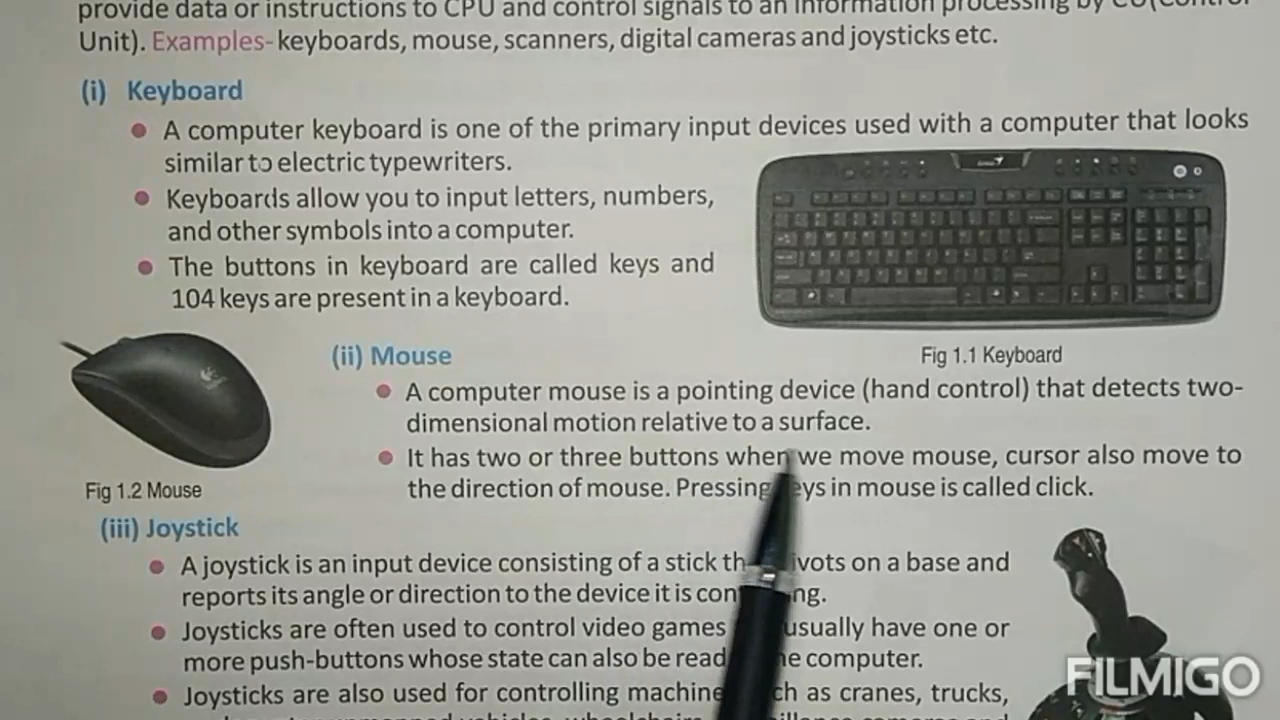 provide data or instructions to CPU and control signals to an information processing by CU(Control
Unit). Examples- keyboards, mouse, scanners, digital cameras and joysticks etc.
(i) Keyboard
A computer keyboard is one of the primary input devices used with a computer that looks
similar to electric typewriters.
Keyboards allow you to input letters, numbers,
and other symbols into a computer.
The buttons in keyboard are called keys and
104 keys are present in a keyboard.
Fig 1.1 Keyboard
(ii) Mouse
A computer mouse is a pointing device (hand control) that detects two-
dimensional motion relative to a surface.
It has two or three buttons when we move mouse, cursor also move to
the direction of mouse. Pressing keys in mouse is called click.
Fig 1.2 Mouse
(iii) Joystick
A joystick is an input device consisting of a stick that pivots on a base and
reports its angle or direction to the device it is controlling.
Joysticks are often used to control video games usually have one or
more push-buttons whose state can also be read the computer.
Joysticks are also used for controlling machines such as cranes, trucks,
unmanned vehicles, wheelchairs, cameras and
FILMIGO